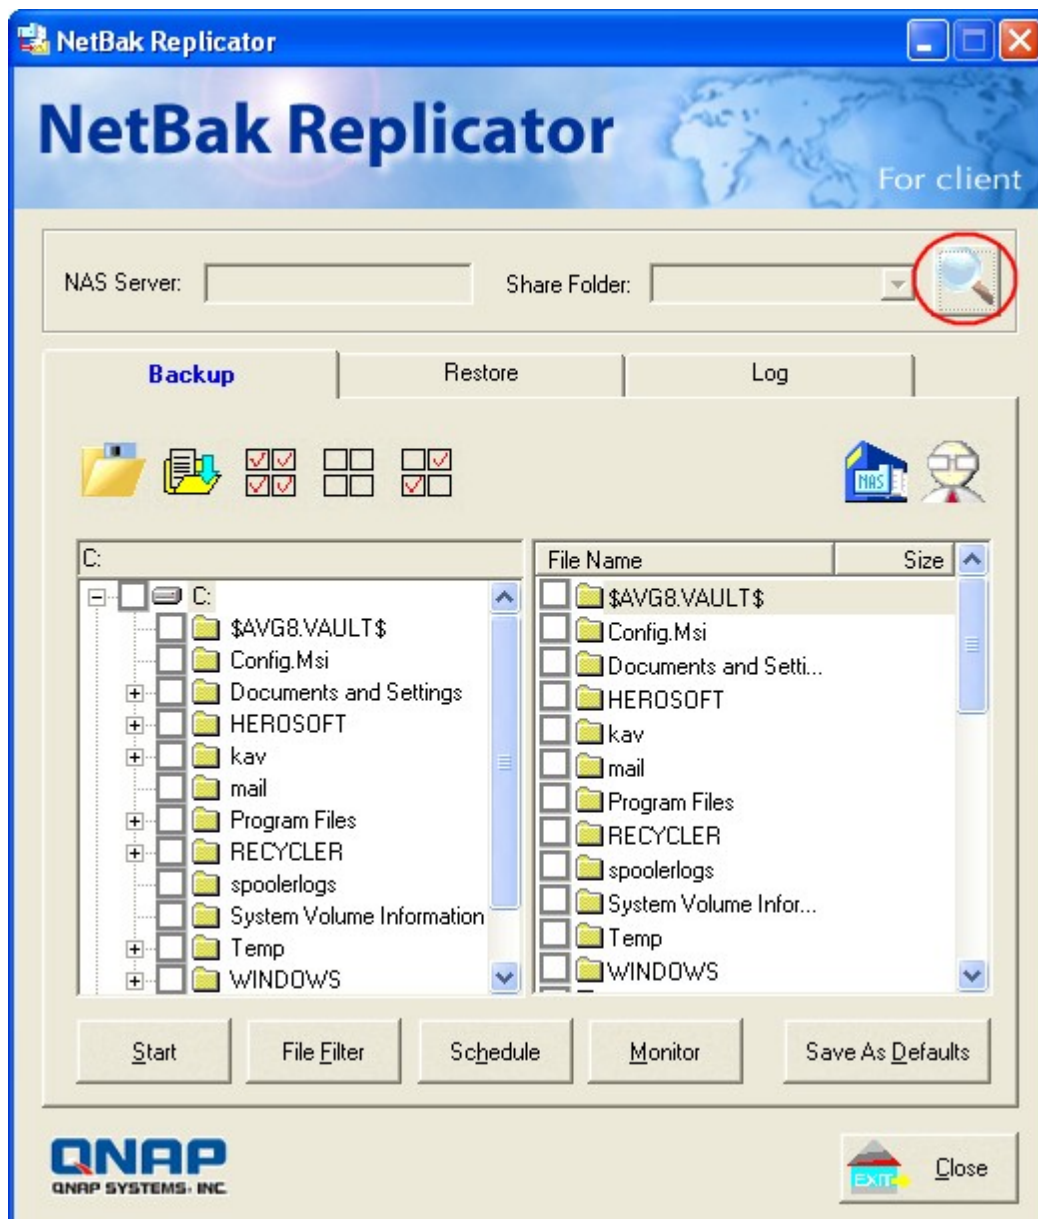 NetBak Replicator
NetBak Replicator
For client
NAS Server:
Share Folder:
Backup
Restore
Log
NAS
C:
C:
$AVG8.VAULT$
Config.Msi
Documents and Settings
HEROSOFT
kav
mail
Program Files
RECYCLER
spoolerlogs
System Volume Information
Temp
WINDOWS
File Name Size
$AVG8.VAULT$
Config.Msi
Documents and Setti...
HEROSOFT
kav
mail
Program Files
RECYCLER
spoolerlogs
System Volume Infor...
Temp
WINDOWS
Start
File Filter
Schedule
Monitor
Save As Defaults
QNAP
QNAP SYSTEMS, INC.
EXIT
Close